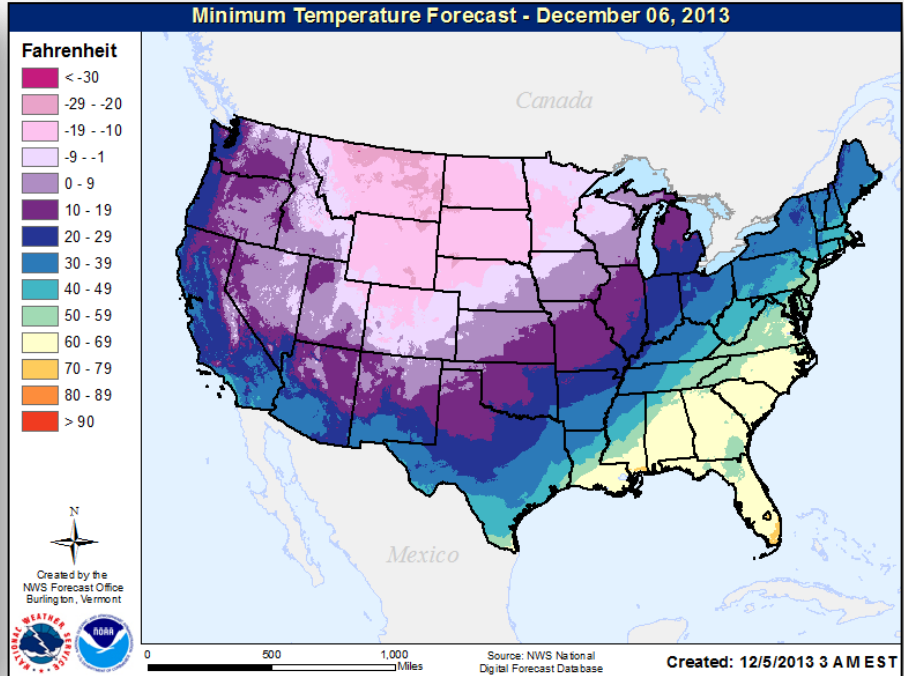 Minimum Temperature Forecast - December 06, 2013
Fahrenheit
< -30
-29 - -20
-19 - -10
-9 - -1
0 - 9
10 - 19
20 - 29
30 - 39
40 - 49
50 - 59
60 - 69
70 - 79
80 - 89
> 90
Canada
Mexico
N
Created by the
NWS Forecast Office
Burlington, Vermont
NATIONAL WEATHER SERVICE
NOAA
0 500 1,000
Miles
Source: NWS National
Digital Forecast Database
Created: 12/5/2013 3 AM EST